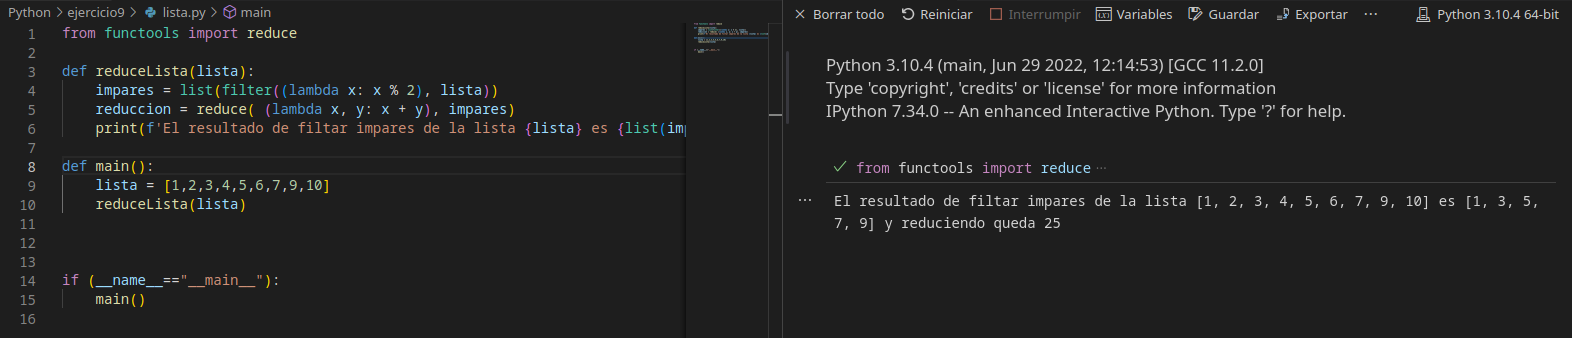 Python > ejercicio9 > lista.py > main
1 from functools import reduce
2
3 def reduceLista(lista):
4 impares = list(filter((lambda x: x % 2), lista))
5 reduccion = reduce( (lambda x, y: x + y), impares)
6 print(f'El resultado de filtar impares de la lista {lista} es {list(imp
7
8 def main():
9 lista = [1,2,3,4,5,6,7,9,10]
10 reduceLista(lista)
11
12
13
14 if (__name__=="__main__"):
15 main()
16
Borrar todo Reiniciar Interrumpir Variables Guardar Exportar ... Python 3.10.4 64-bit
Python 3.10.4 (main, Jun 29 2022, 12:14:53) [GCC 11.2.0]
Type 'copyright', 'credits' or 'license' for more information
IPython 7.34.0 -- An enhanced Interactive Python. Type '?' for help.
from functools import reduce ...
... El resultado de filtar impares de la lista [1, 2, 3, 4, 5, 6, 7, 9, 10] es [1, 3, 5,
7, 9] y reduciendo queda 25